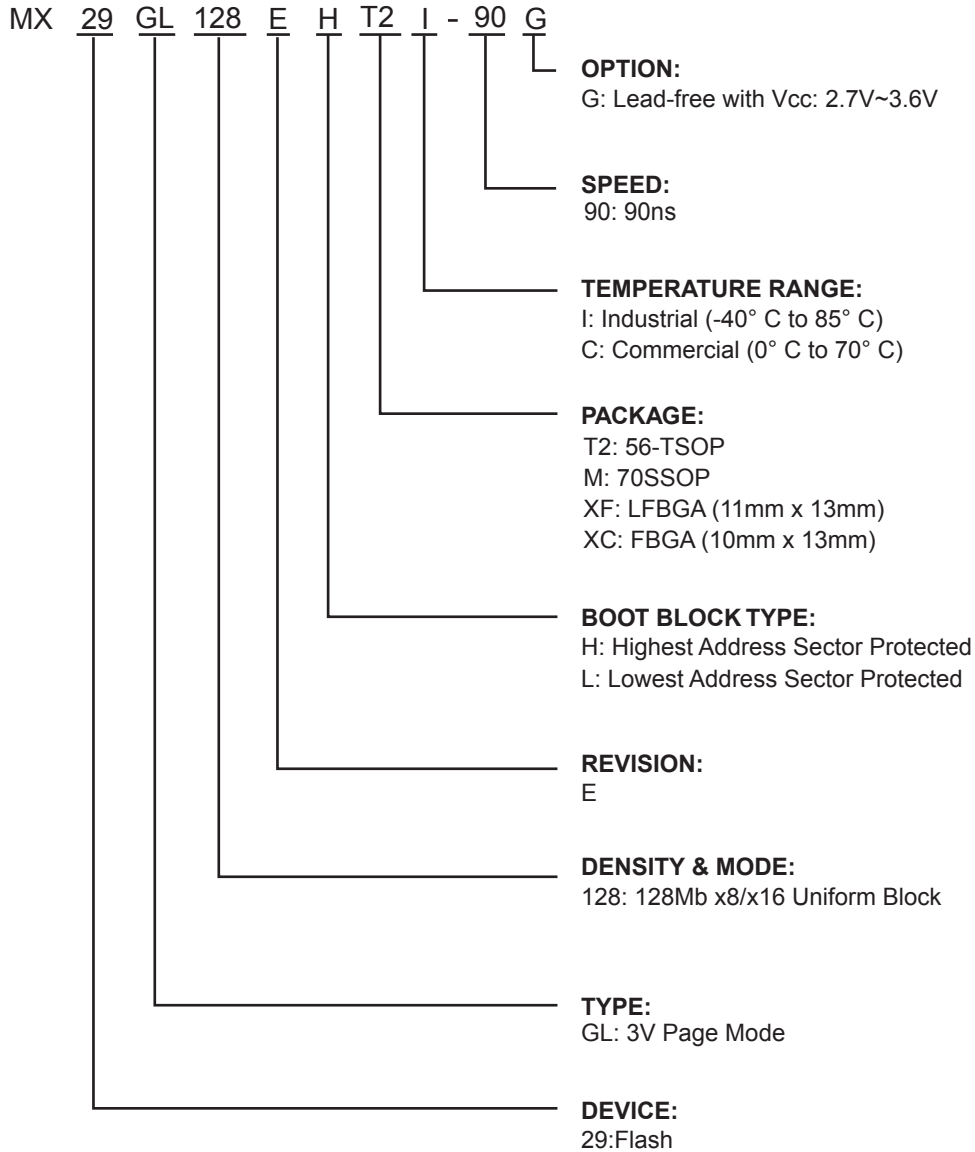 MX 29 GL 128 E H T2 I - 90 G
OPTION:
G: Lead-free with Vcc: 2.7V~3.6V
SPEED:
90: 90ns
TEMPERATURE RANGE:
I: Industrial (-40° C to 85° C)
C: Commercial (0° C to 70° C)
PACKAGE:
T2: 56-TSOP
M: 70SSOP
XF: LFBGA (11mm x 13mm)
XC: FBGA (10mm x 13mm)
BOOT BLOCK TYPE:
H: Highest Address Sector Protected
L: Lowest Address Sector Protected
REVISION:
E
DENSITY & MODE:
128: 128Mb x8/x16 Uniform Block
TYPE:
GL: 3V Page Mode
DEVICE:
29:Flash